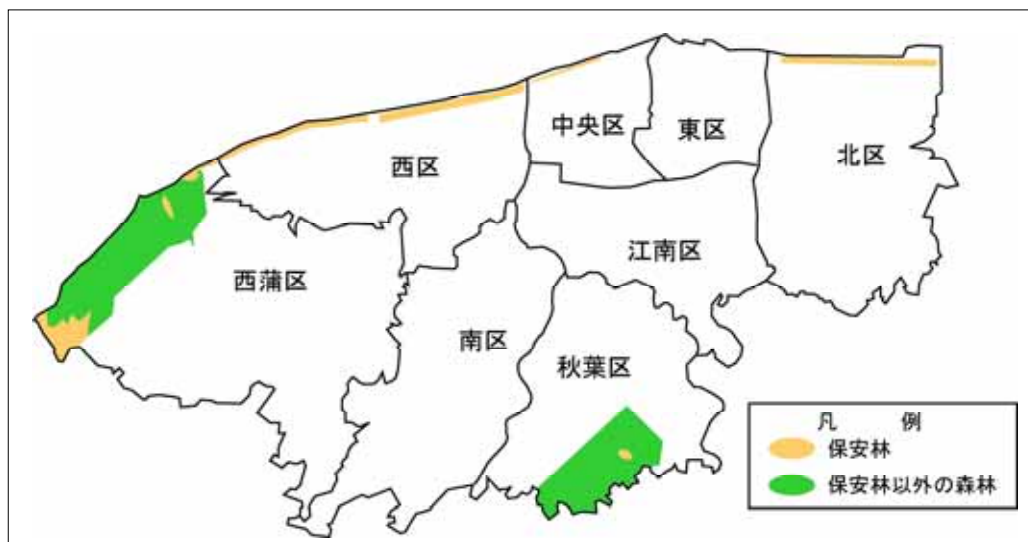 中央区
東区
北区
西区
江南区
西蒲区
南区
秋葉区
凡 例
保安林
保安林以外の森林